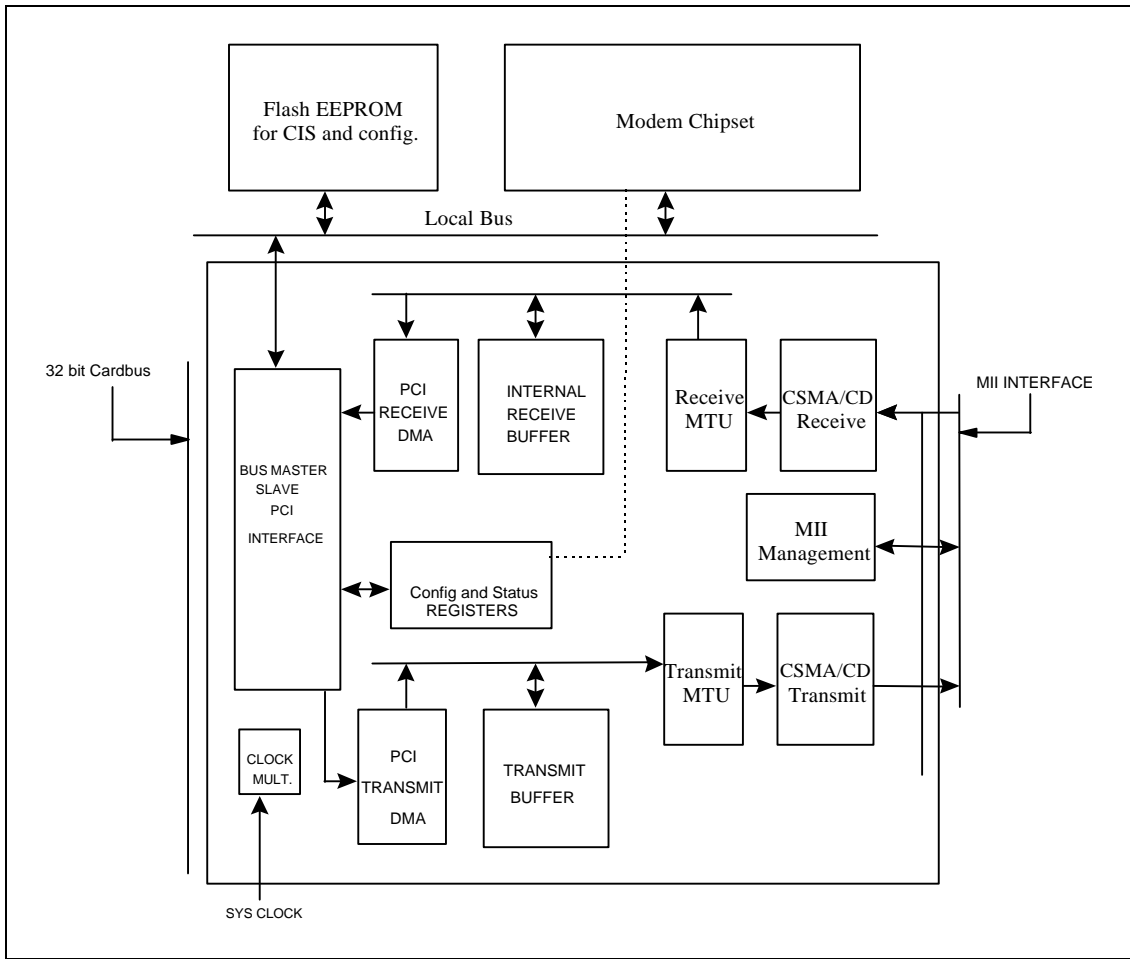 Flash EEPROM
for CIS and config.
Modem Chipset
Local Bus
32 bit Cardbus
PCI
RECEIVE
DMA
INTERNAL
RECEIVE
BUFFER
Receive
MTU
CSMA/CD
Receive
MII INTERFACE
BUS MASTER
SLAVE
PCI
INTERFACE
MII
Management
Config and Status
REGISTERS
Transmit
MTU
CSMA/CD
Transmit
CLOCK
MULT.
PCI
TRANSMIT
DMA
TRANSMIT
BUFFER
SYS CLOCK